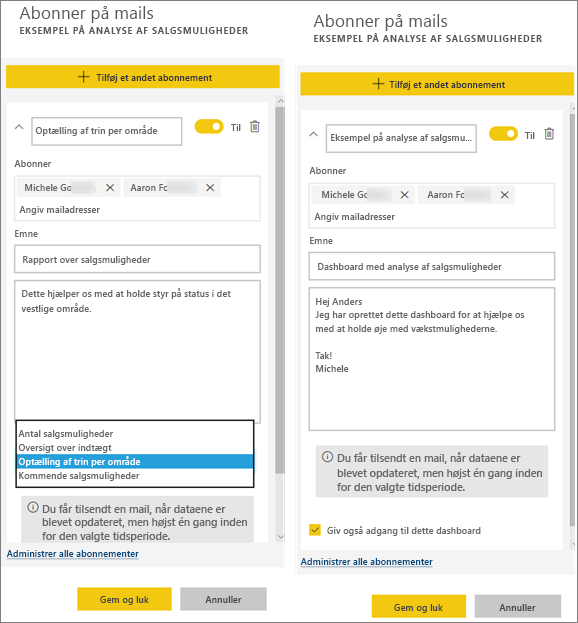 Abonner på mails
EKSEMPEL PÅ ANALYSE AF SALGSMULIGHEDER
+ Tilføj et andet abonnement
Optælling af trin per område
Til
Abonner
Michele Go
Aaron Fo
Angiv mailadresser
Emne
Rapport over salgsmuligheder
Dette hjælper os med at holde styr på status i det
vestlige område.
Antal salgsmuligheder
Oversigt over indtægt
Optælling af trin per område
Kommende salgsmuligheder
Du får tilsendt en mail, når dataene er
blevet opdateret, men højst én gang inden
for den valgte tidsperiode.
Administrer alle abonnementer
Gem og luk
Annuller
Abonner på mails
EKSEMPEL PÅ ANALYSE AF SALGSMULIGHEDER
+ Tilføj et andet abonnement
Eksempel på analyse af salgsmu...
Til
Abonner
Michele Go
Aaron Fo
Angiv mailadresser
Emne
Dashboard med analyse af salgsmuligheder
Hej Anders
Jeg har oprettet dette dashboard for at hjælpe os
med at holde øje med vækstmulighederne.
Tak!
Michele
Du får tilsendt en mail, når dataene er
blevet opdateret, men højst én gang inden
for den valgte tidsperiode.
Giv også adgang til dette dashboard
Administrer alle abonnementer
Gem og luk
Annuller